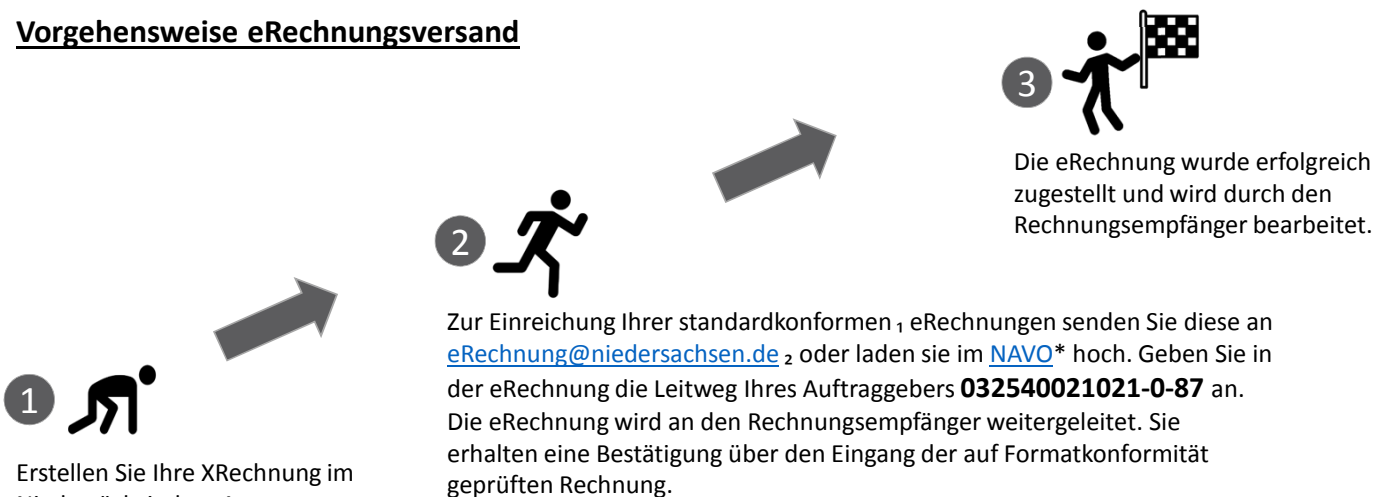 Vorgehensweise eRechnungsversand
3
Die eRechnung wurde erfolgreich
zugestellt und wird durch den
Rechnungsempfänger bearbeitet.
2
Zur Einreichung Ihrer standardkonformen ₁ eRechnungen senden Sie diese an
eRechnung@niedersachsen.de ₂ oder laden sie im NAVO* hoch. Geben Sie in
der eRechnung die Leitweg Ihres Auftraggebers 032540021021-0-87 an.
Die eRechnung wird an den Rechnungsempfänger weitergeleitet. Sie
erhalten eine Bestätigung über den Eingang der auf Formatkonformität
geprüften Rechnung.
1
Erstellen Sie Ihre XRechnung im